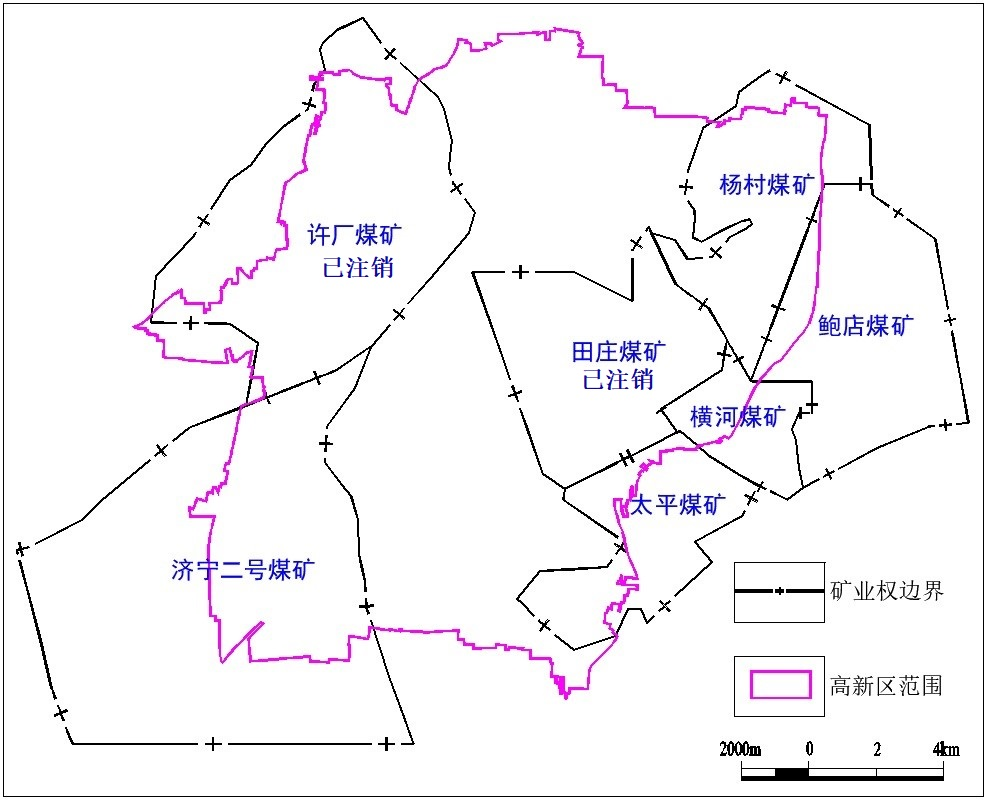 杨村煤矿
许厂煤矿
已注销
鲍店煤矿
田庄煤矿
已注销
横河煤矿
太平煤矿
济宁二号煤矿
矿业权边界
高新区范围
2000m 0 2 4km